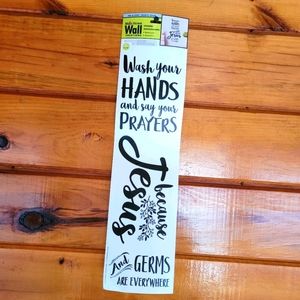 Wall
Wash your
HANDS
and say your
PRAYERS
because
Jesus
And GERMS
ARE EVERYWHERE